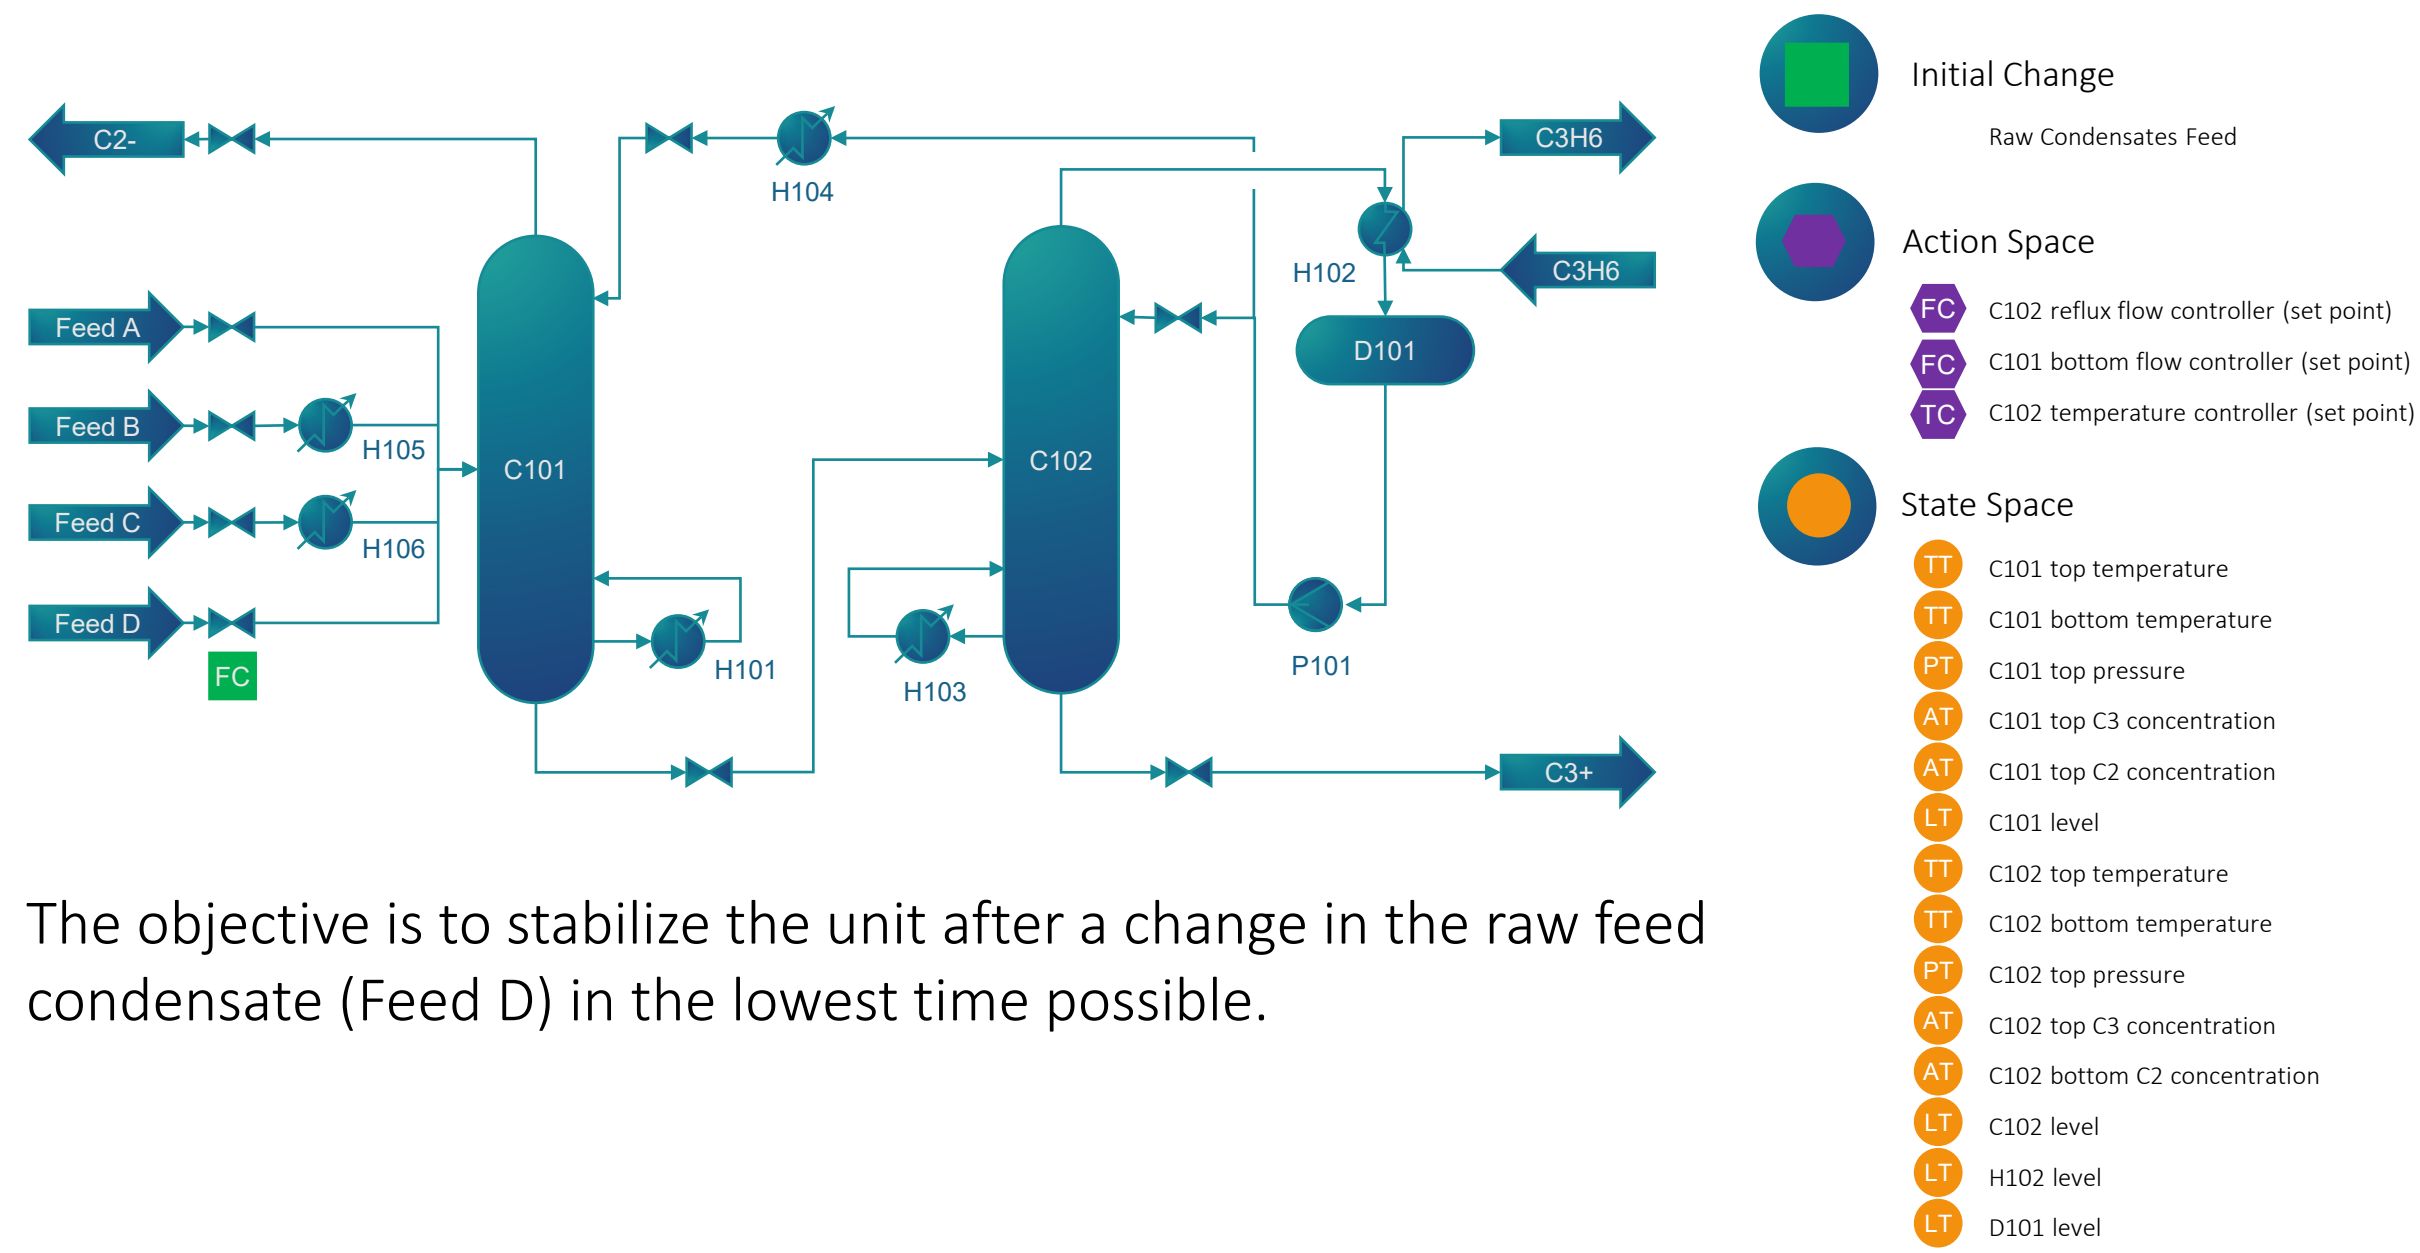 C2-
H104
C3H6
H102
C3H6
Feed A
Feed B
H105
Feed C
H106
Feed D
FC
C101
H101
C102
H103
D101
P101
C3+
The objective is to stabilize the unit after a change in the raw feed
condensate (Feed D) in the lowest time possible.
Initial Change
Raw Condensates Feed
Action Space
FC C102 reflux flow controller (set point)
FC C101 bottom flow controller (set point)
TC C102 temperature controller (set point)
State Space
TT C101 top temperature
TT C101 bottom temperature
PT C101 top pressure
AT C101 top C3 concentration
AT C101 top C2 concentration
LT C101 level
TT C102 top temperature
TT C102 bottom temperature
PT C102 top pressure
AT C102 top C3 concentration
AT C102 bottom C2 concentration
LT C102 level
LT H102 level
LT D101 level